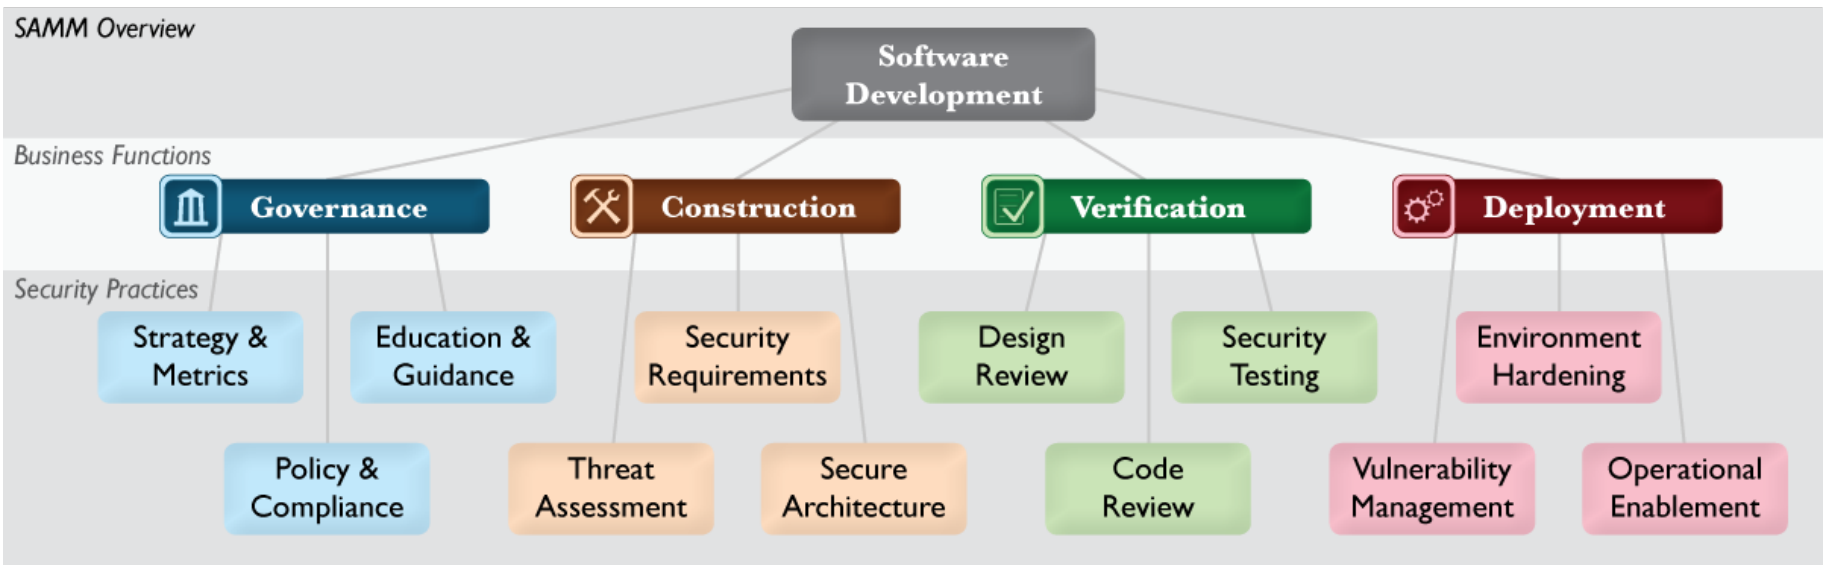 SAMM Overview
Software
Development
Business Functions
Governance
Construction
Verification
Deployment
Security Practices
Strategy &
Metrics
Education &
Guidance
Security
Requirements
Design
Review
Security
Testing
Environment
Hardening
Policy &
Compliance
Threat
Assessment
Secure
Architecture
Code
Review
Vulnerability
Management
Operational
Enablement